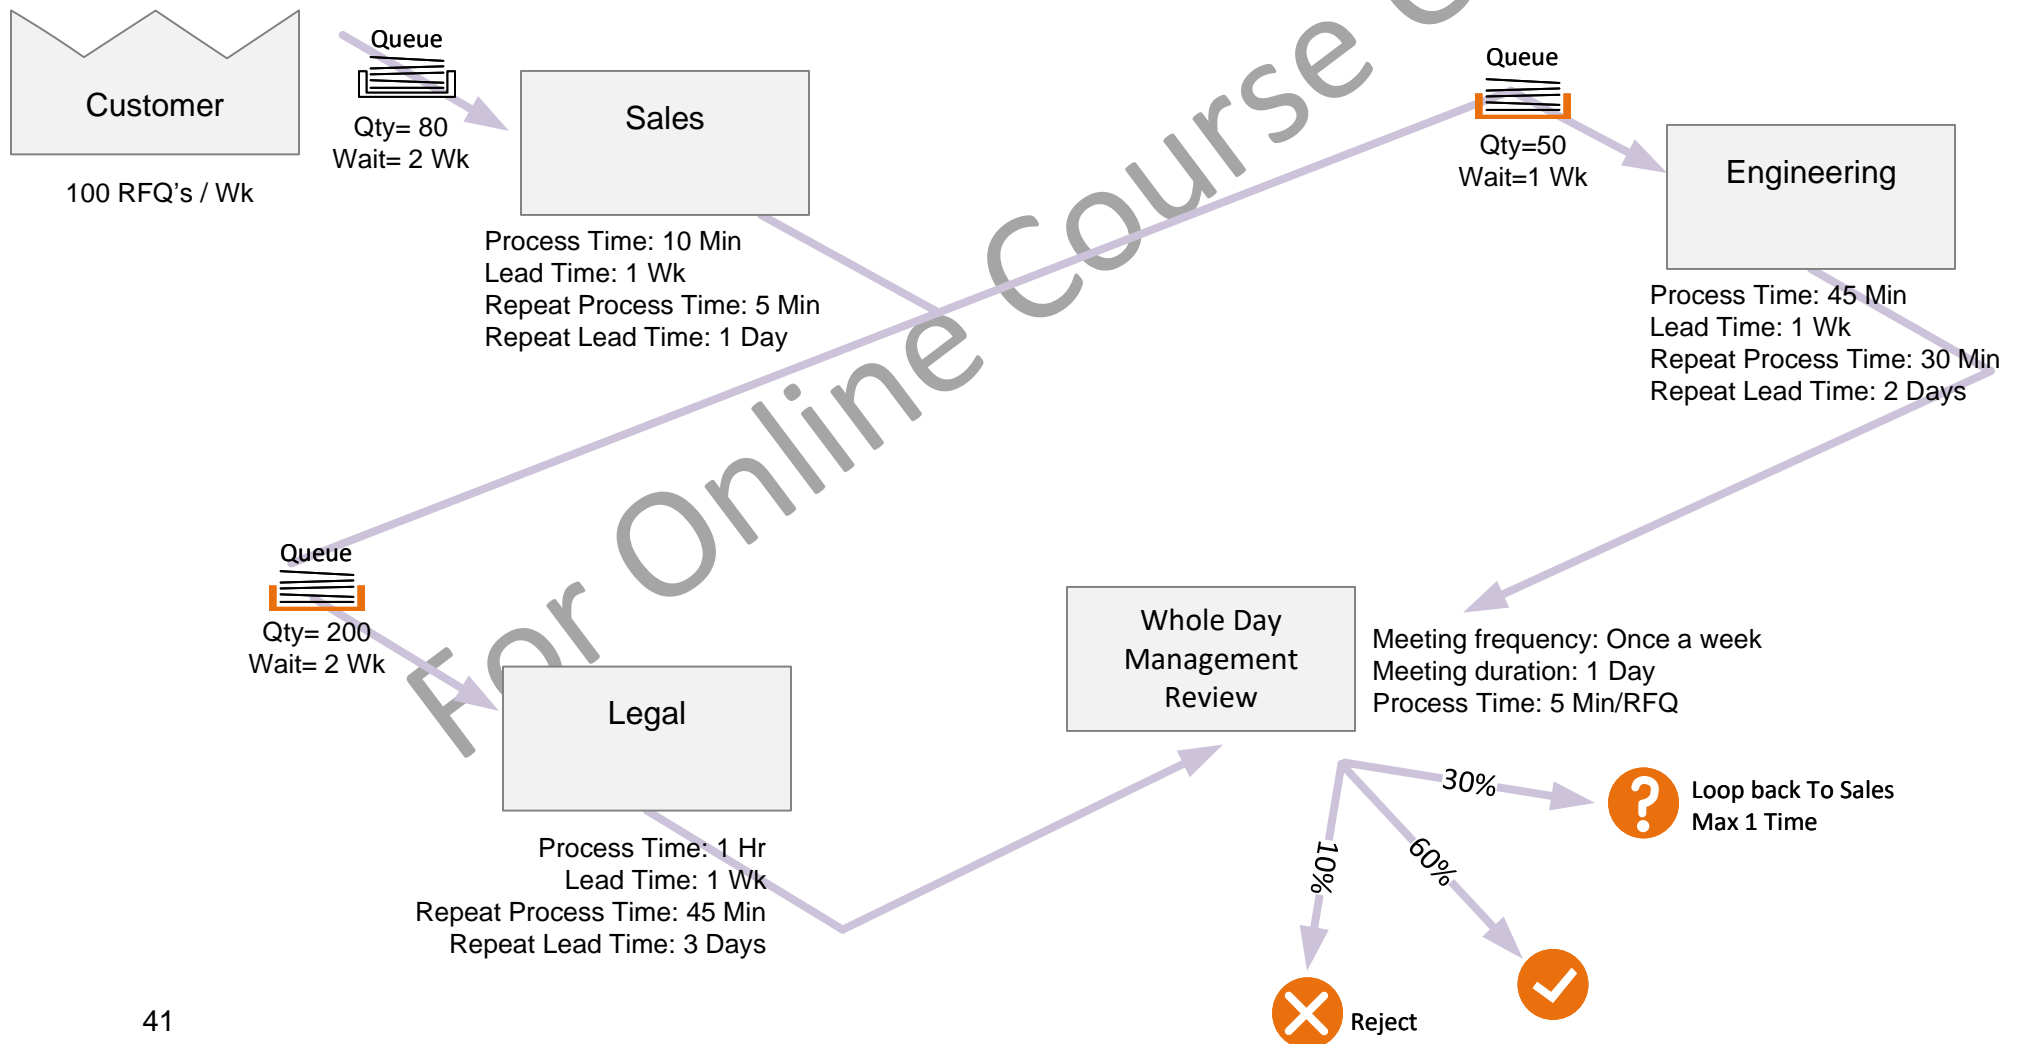 Customer
100 RFQ's / Wk
Queue
Qty= 80
Wait= 2 Wk
Sales
Process Time: 10 Min
Lead Time: 1 Wk
Repeat Process Time: 5 Min
Repeat Lead Time: 1 Day
Queue
Qty=50
Wait=1 Wk
Engineering
Process Time: 45 Min
Lead Time: 1 Wk
Repeat Process Time: 30 Min
Repeat Lead Time: 2 Days
For Online Course
Queue
Qty= 200
Wait= 2 Wk
Legal
Process Time: 1 Hr
Lead Time: 1 Wk
Repeat Process Time: 45 Min
Repeat Lead Time: 3 Days
Whole Day
Management
Review
Meeting frequency: Once a week
Meeting duration: 1 Day
Process Time: 5 Min/RFQ
30%
Loop back To Sales
Max 1 Time
60%
10%
Reject
41